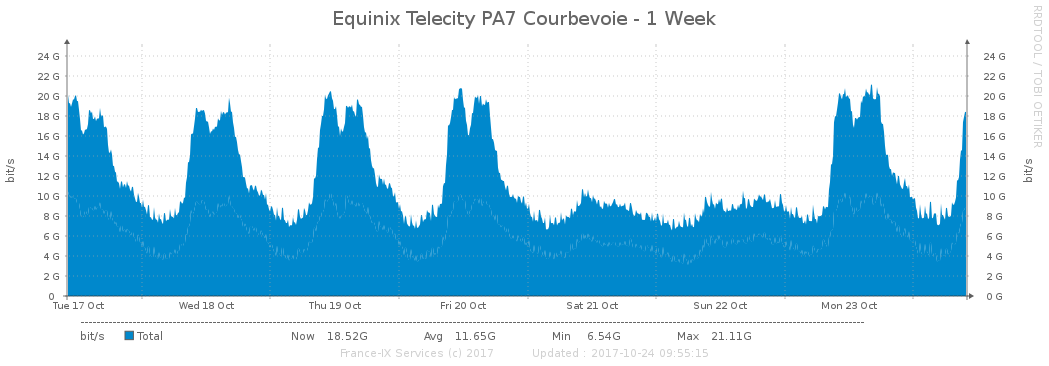 Equinix Telecity PA7 Courbevoie - 1 Week
RRDTOOL / TOBI OETIKER
bit/s
24 G 24 G
22 G 22 G
20 G 20 G
18 G 18 G
16 G 16 G
14 G 14 G
12 G 12 G
10 G 10 G
8 G 8 G
6 G 6 G
4 G 4 G
2 G 2 G
0 0 G
bit/s
Tue 17 Oct Wed 18 Oct Thu 19 Oct Fri 20 Oct Sat 21 Oct Sun 22 Oct Mon 23 Oct
bit/s Total Now 18.52G Avg 11.65G Min 6.54G Max 21.11G
France-IX Services (c) 2017 Updated : 2017-10-24 09:55:15